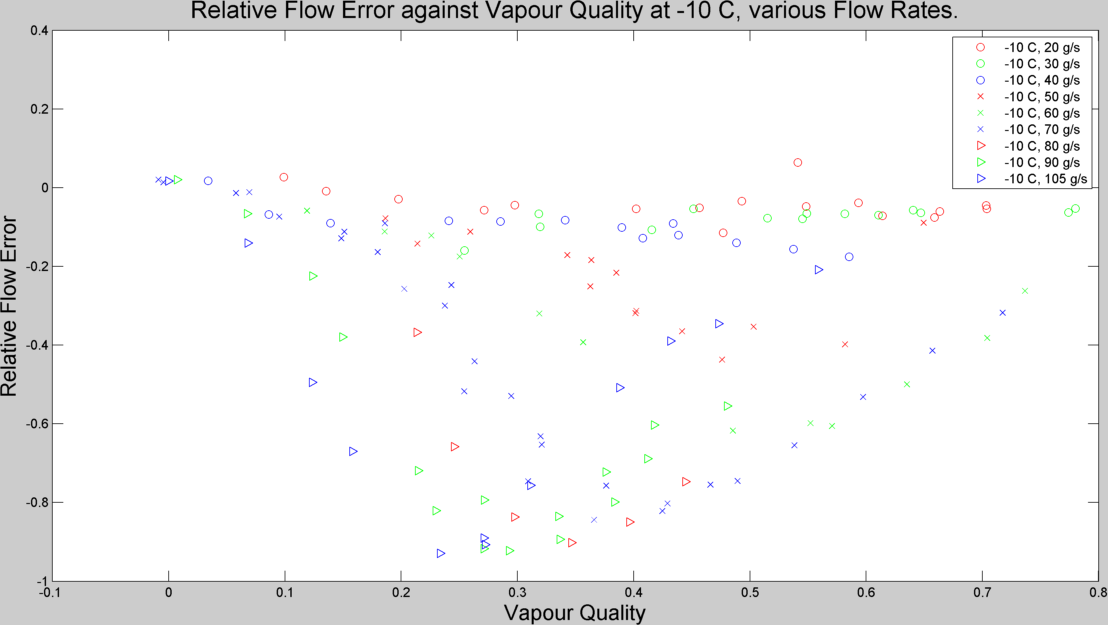 Relative Flow Error against Vapour Quality at -10 C, various Flow Rates.
0.4
0.2
0
-0.2
-0.4
-0.6
-0.8
-1
Relative Flow Error
-10 C, 20 g/s
-10 C, 30 g/s
-10 C, 40 g/s
-10 C, 50 g/s
-10 C, 60 g/s
-10 C, 70 g/s
-10 C, 80 g/s
-10 C, 90 g/s
-10 C, 105 g/s
-0.1 0 0.1 0.2 0.3 0.4 0.5 0.6 0.7 0.8
Vapour Quality